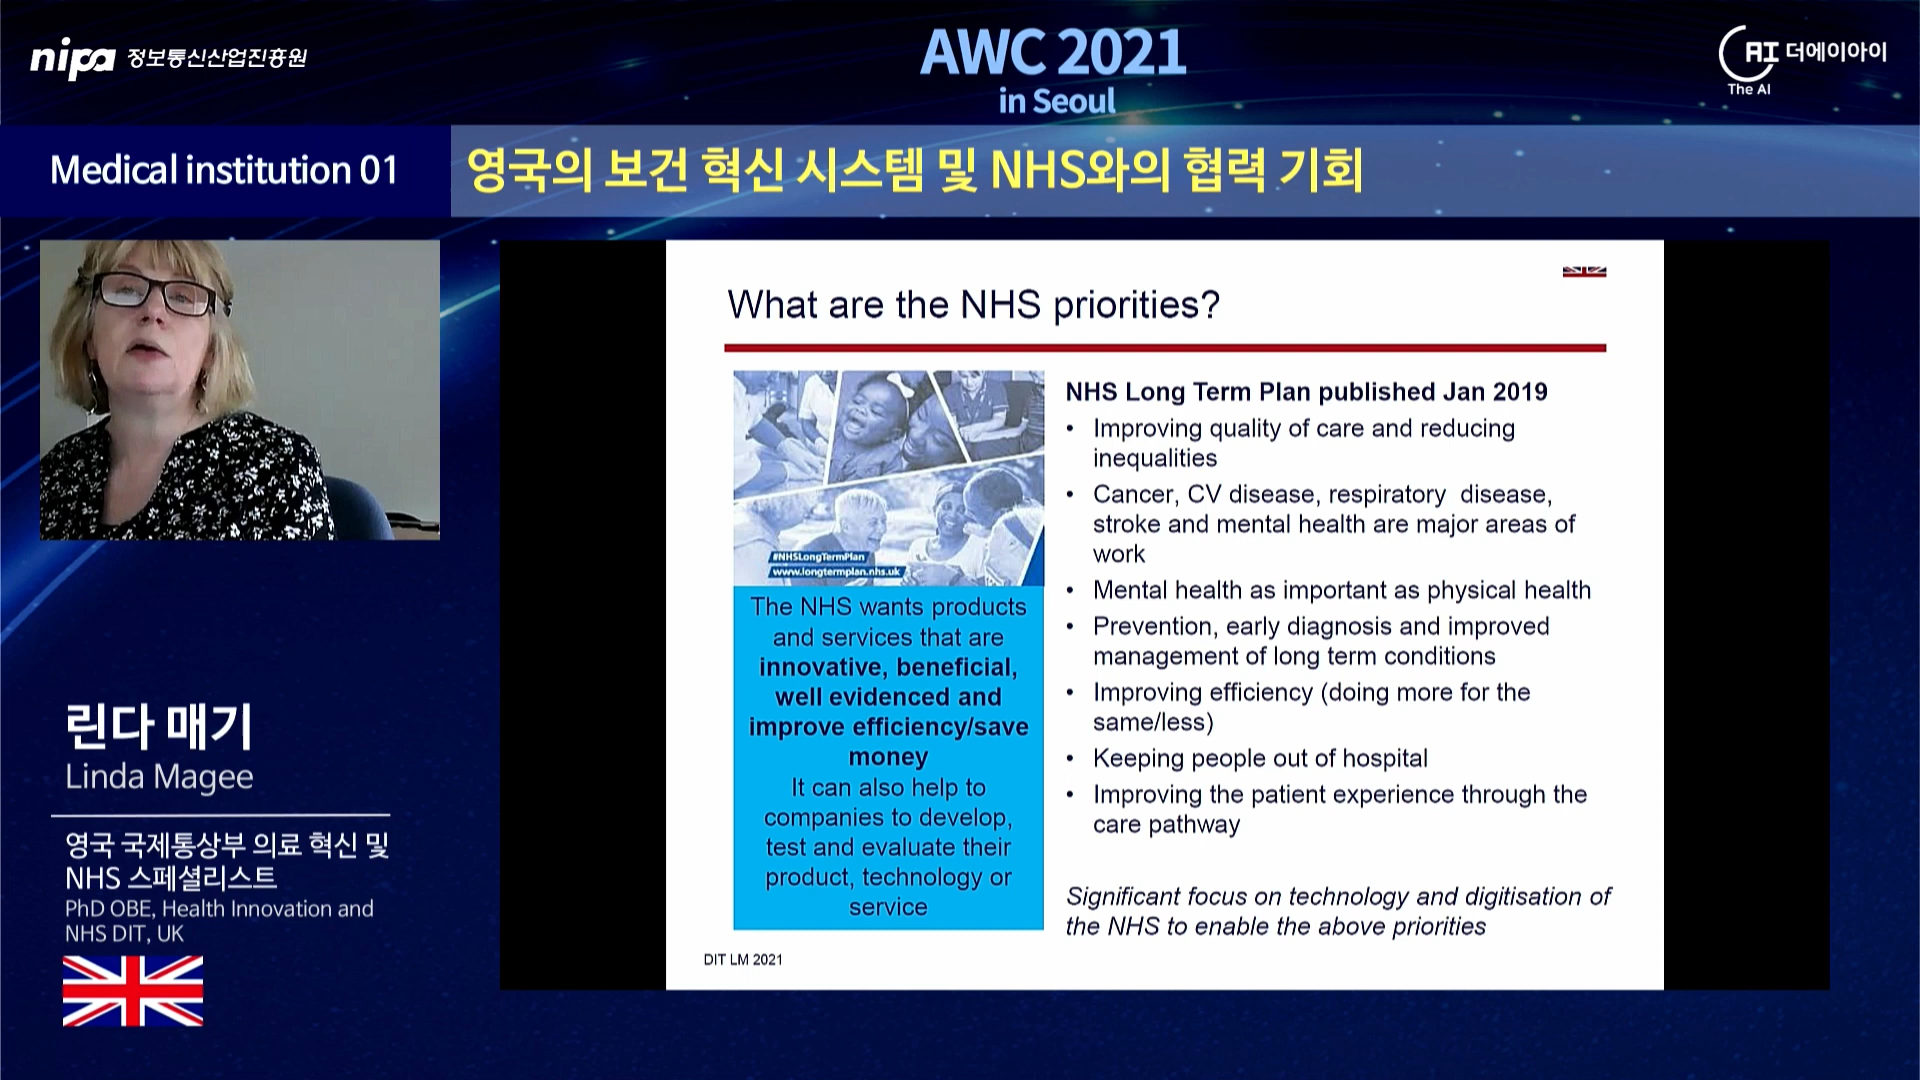 nipa 정보통신산업진흥원
AWC 2021
in Seoul
AI 더에이아이
The AI
Medical institution 01
영국의 보건 혁신 시스템 및 NHS와의 협력 기회
What are the NHS priorities?
#NHSLongTermPlan
www.longtermplan.nhs.uk
The NHS wants products
and services that are
innovative, beneficial,
well evidenced and
improve efficiency/save
money
It can also help to
companies to develop,
test and evaluate their
product, technology or
service
NHS Long Term Plan published Jan 2019
• Improving quality of care and reducing
inequalities
• Cancer, CV disease, respiratory disease,
stroke and mental health are major areas of
work
• Mental health as important as physical health
• Prevention, early diagnosis and improved
management of long term conditions
• Improving efficiency (doing more for the
same/less)
• Keeping people out of hospital
• Improving the patient experience through the
care pathway
Significant focus on technology and digitisation of
the NHS to enable the above priorities
DIT LM 2021
린다 매기
Linda Magee
영국 국제통상부 의료 혁신 및
NHS 스페셜리스트
PhD OBE, Health Innovation and
NHS DIT, UK